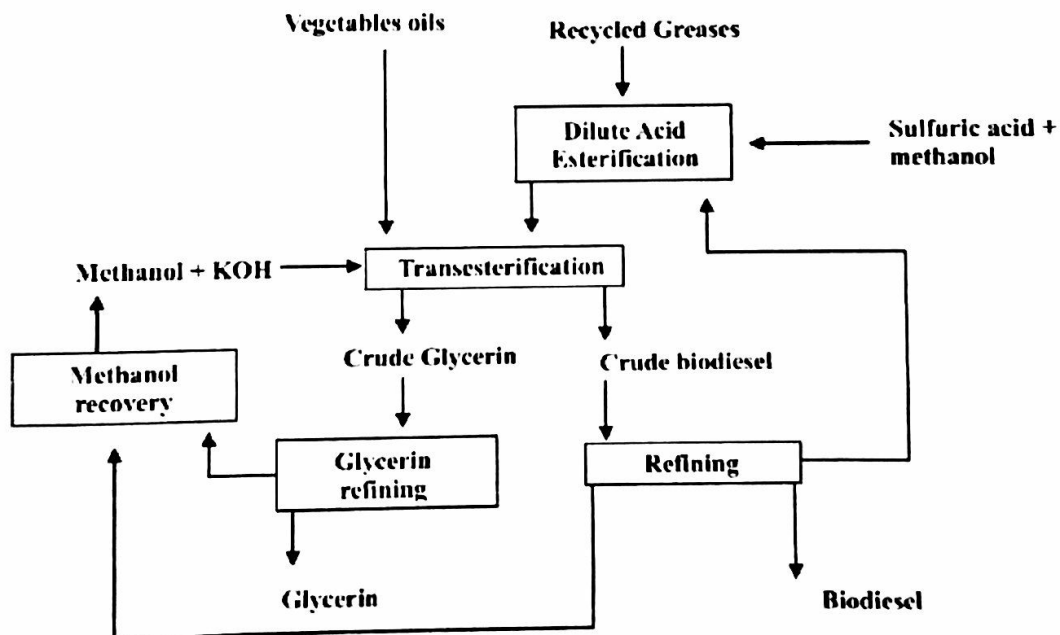 Vegetables oils
Recycled Greases
Dilute Acid
Esterification
Sulfuric acid +
methanol
Methanol + KOH
Transesterification
Methanol
recovery
Crude Glycerin
Crude biodiesel
Glycerin
refining
Refining
Glycerin
Biodiesel